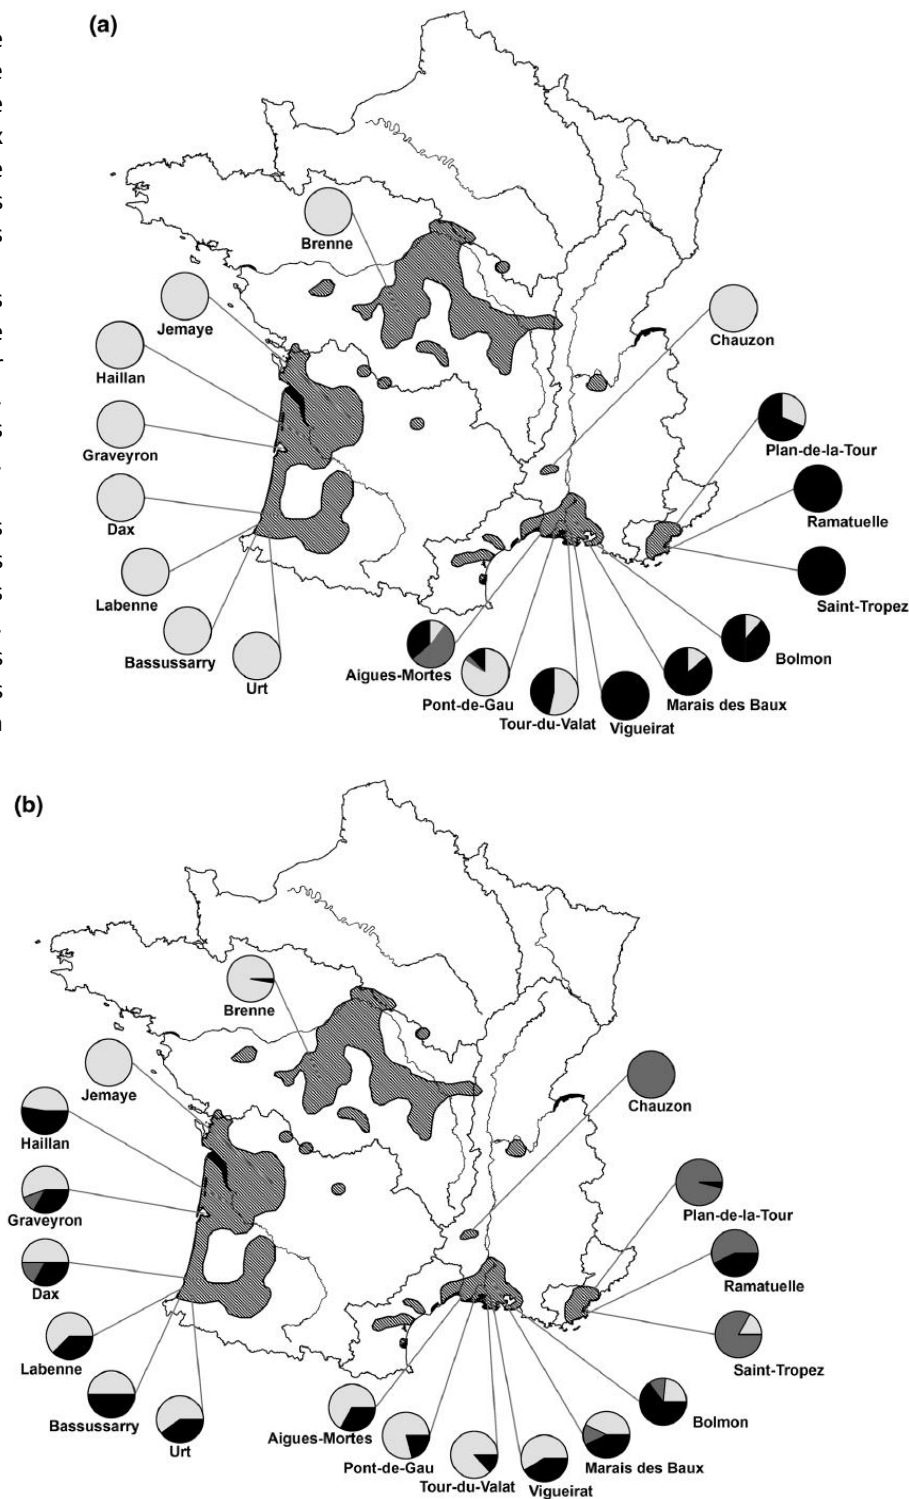 (a)
Brenne
Jemaye
Chauzon
Haillan
Plan-de-la-Tour
Graveyron
Ramatuelle
Dax
Labenne
Saint-Tropez
Bassussarry
Bolmon
Aigues-Mortes
Urt
Pont-de-Gau
Marais des Baux
Tour-du-Valat
Vigueirat
(b)
Brenne
Jemaye
Chauzon
Haillan
Plan-de-la-Tour
Graveyron
Ramatuelle
Dax
Labenne
Saint-Tropez
Bassussarry
Bolmon
Aigues-Mortes
Urt
Pont-de-Gau
Marais des Baux
Tour-du-Valat
Vigueirat